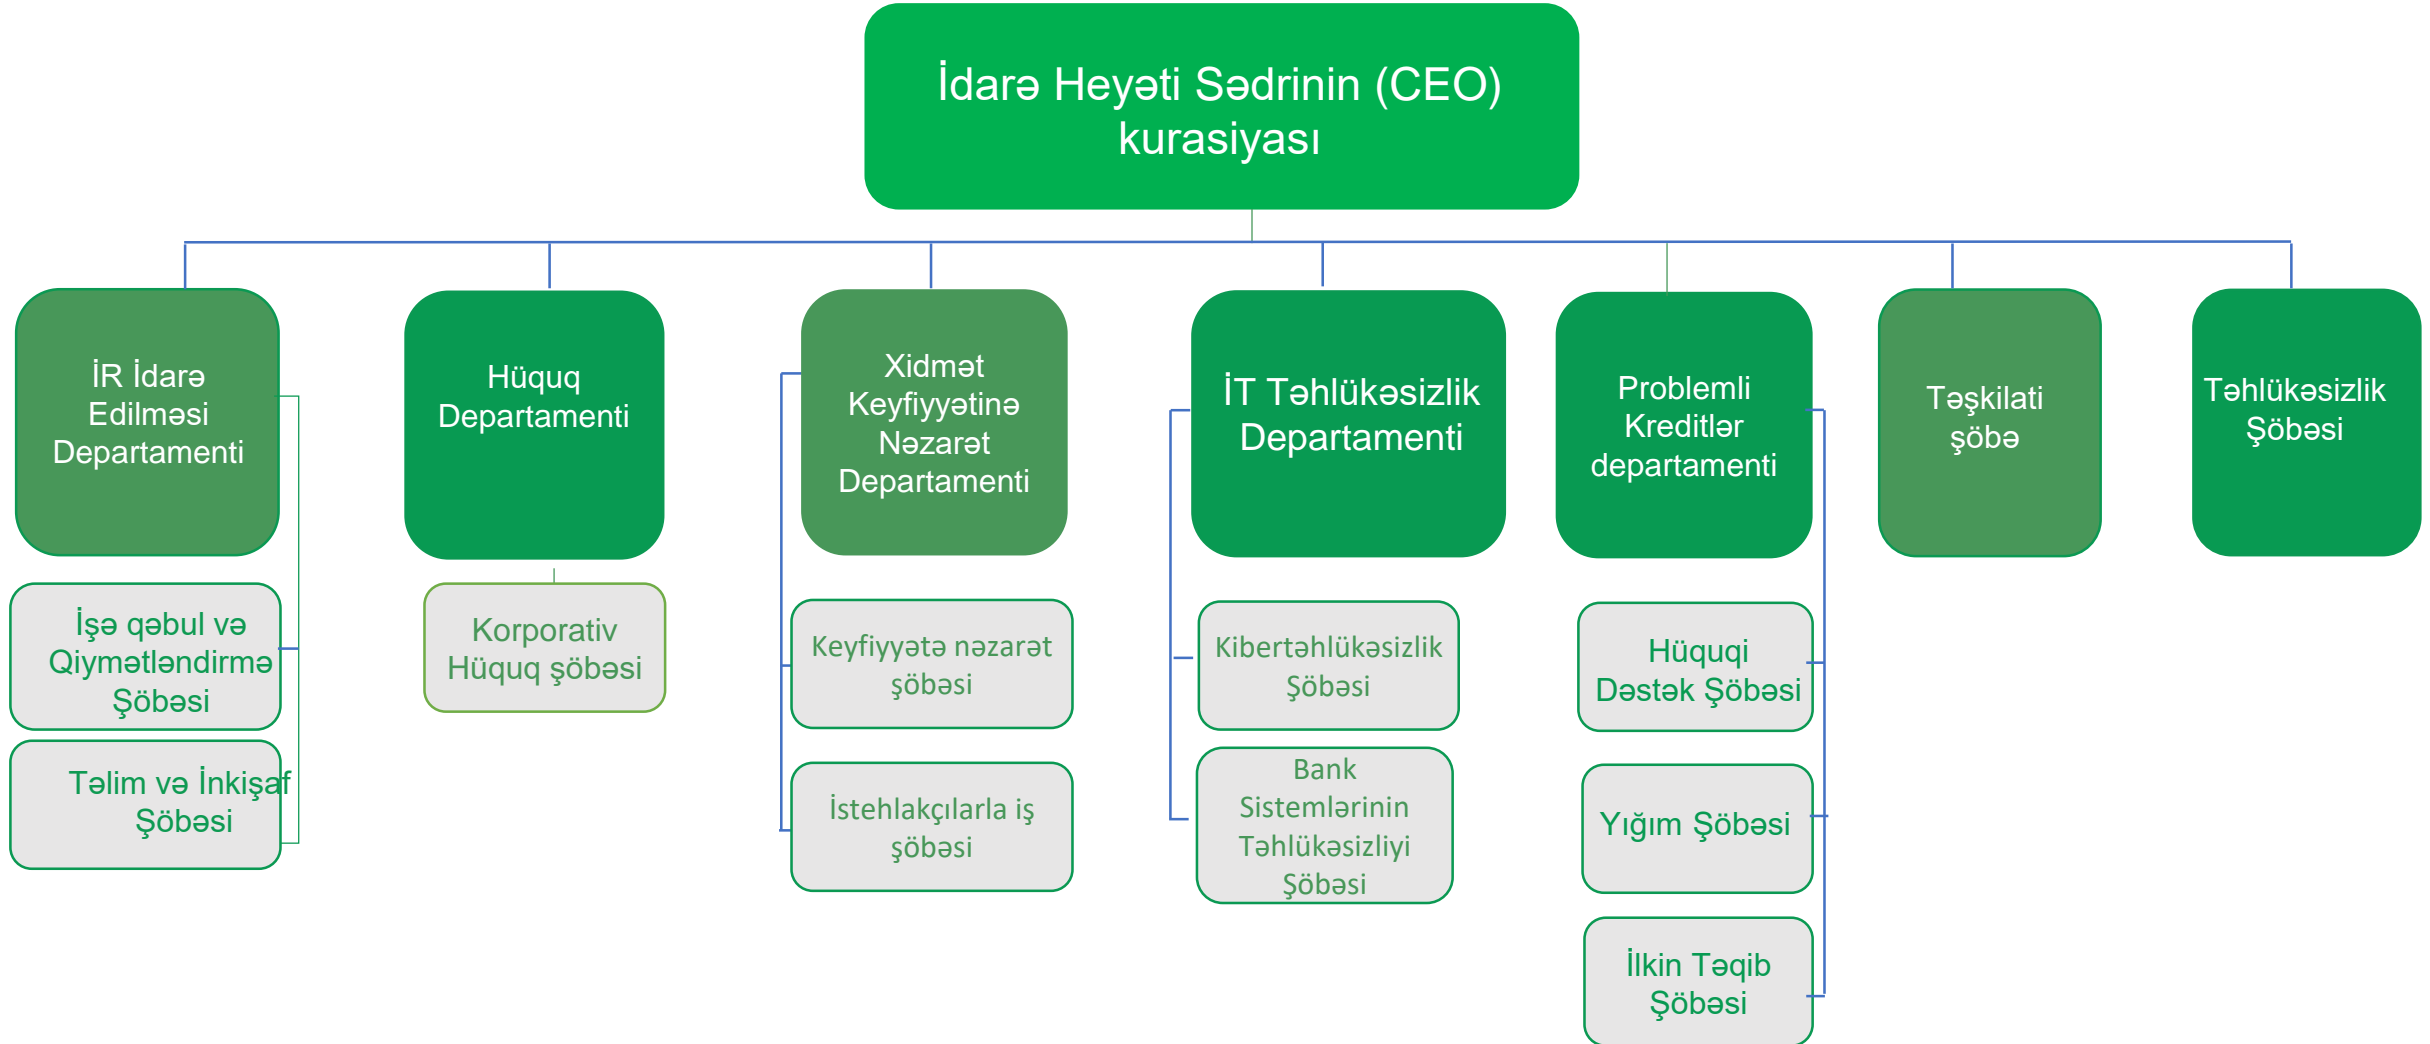 İdarə Heyəti Sədrinin (CEO)
kurasiyası
İR İdarə
Edilməsi
Departamenti
Hüquq
Departamenti
Xidmət
Keyfiyyətinə
Nəzarət
Departamenti
İT Təhlükəsizlik
Departamenti
Problemli
Kreditlər
departamenti
Təşkilati
şöbə
Təhlükəsizlik
Şöbəsi
İşə qəbul və
Qiymətləndirmə
Şöbəsi
Təlim və İnkişaf
Şöbəsi
Korporativ
Hüquq şöbəsi
Keyfiyyətə nəzarət
şöbəsi
İstehlakçılarla iş
şöbəsi
Kibertəhlükəsizlik
Şöbəsi
Bank
Sistemlərinin
Təhlükəsizliyi
Şöbəsi
Hüquqi
Dəstək Şöbəsi
Yığım Şöbəsi
İlkin Təqib
Şöbəsi